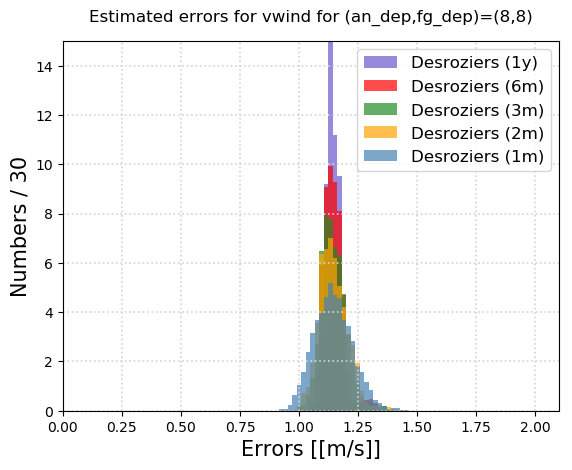 Estimated errors for vwind for (an_dep,fg_dep)=(8,8)
Desroziers (1y)
Desroziers (6m)
Desroziers (3m)
Desroziers (2m)
Desroziers (1m)
Numbers / 30
14
12
10
8
6
4
2
0
0.00 0.25 0.50 0.75 1.00 1.25 1.50 1.75 2.00
Errors [[m/s]]